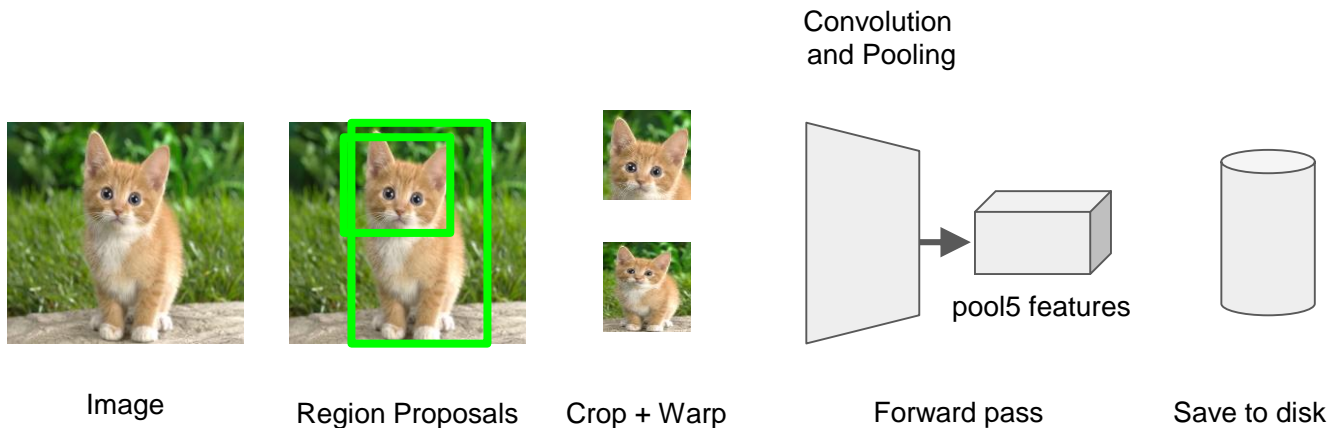 Convolution
and Pooling
pool5 features
Image
Region Proposals
Crop + Warp
Forward pass
Save to disk